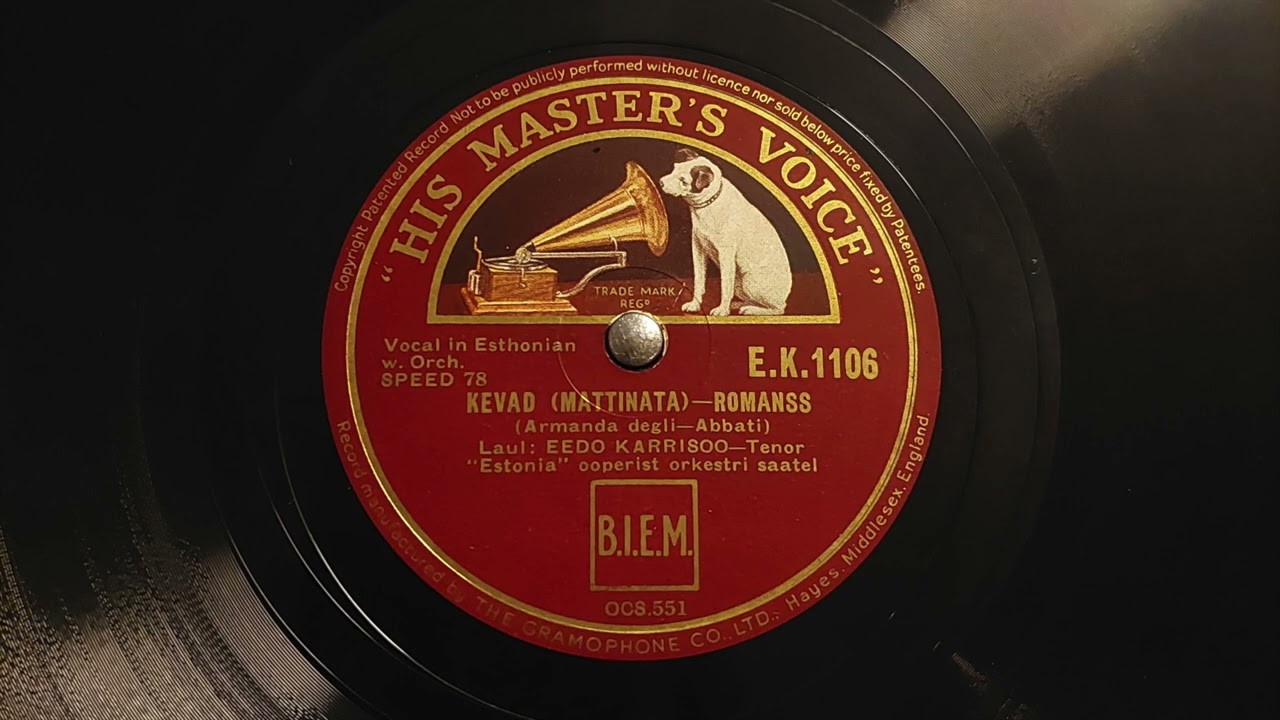 Copyright Patented Record Not to be publicly performed without licence nor sold below price fixed by Patentees.
"HIS MASTER'S VOICE"
TRADE MARK
REGD
Vocal in Esthonian
w. Orch.
SPEED 78
E.K.1106
KEVAD (MATTINATA)—ROMANSS
(Armanda degli—Abbati)
Laul: EEDO KARRISOO—Tenor
"Estonia" ooperist orkestri saatel
B.I.E.M.
OCS.551
Record manufactured by THE GRAMOPHONE CO., LTD., Hayes, Middlesex, England.